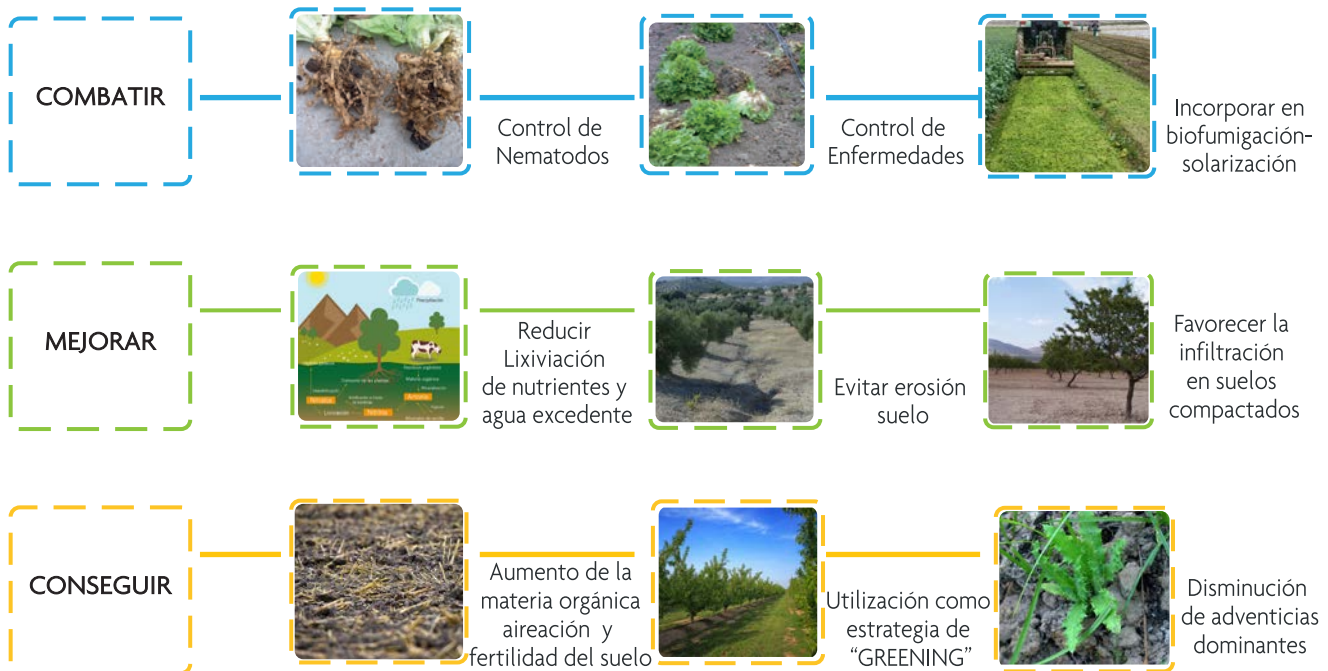 COMBATIR
Control de
Nematodos
Control de
Enfermedades
Incorporar en
biofumigación-
solarización
MEJORAR
Precipitación
Reducir
Lixiviación
de nutrientes y
agua excedente
Evitar erosión
suelo
Favorecer la
infiltración
en suelos
compactados
CONSEGUIR
Aumento de la
materia orgánica
aireación y
fertilidad del suelo
Utilización como
estrategia de
“GREENING”
Disminución
de adventicias
dominantes